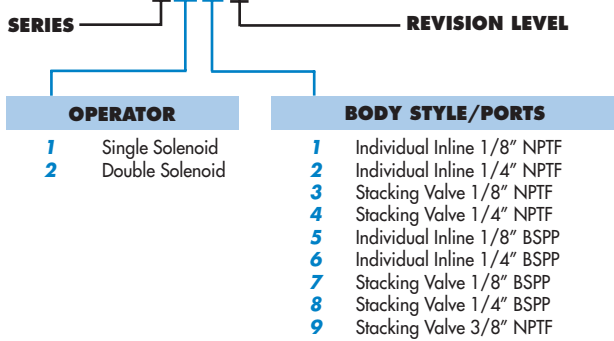 SERIES
REVISION LEVEL
OPERATOR
1 Single Solenoid
2 Double Solenoid
BODY STYLE/PORTS
1 Individual Inline 1/8" NPTF
2 Individual Inline 1/4" NPTF
3 Stacking Valve 1/8" NPTF
4 Stacking Valve 1/4" NPTF
5 Individual Inline 1/8" BSPP
6 Individual Inline 1/4" BSPP
7 Stacking Valve 1/8" BSPP
8 Stacking Valve 1/4" BSPP
9 Stacking Valve 3/8" NPTF